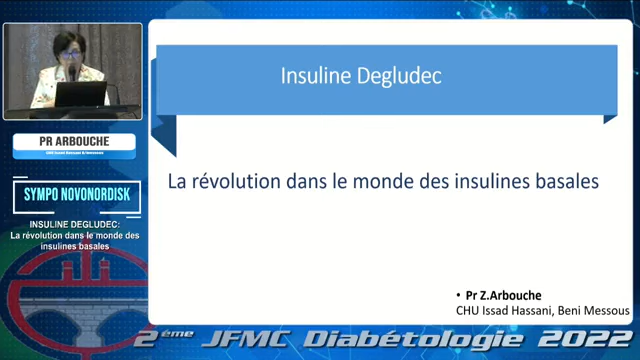 PR ARBOUCHE
SYMPO NOVONORDISK
INSULINE DEGLUDEC:
La révolution dans le monde des
insulines basales
Insuline Degludec
La révolution dans le monde des insulines basales
• Pr Z.Arbouche
CHU Issad Hassani, Beni Messous
2ème JFMC Diabétologie 2022